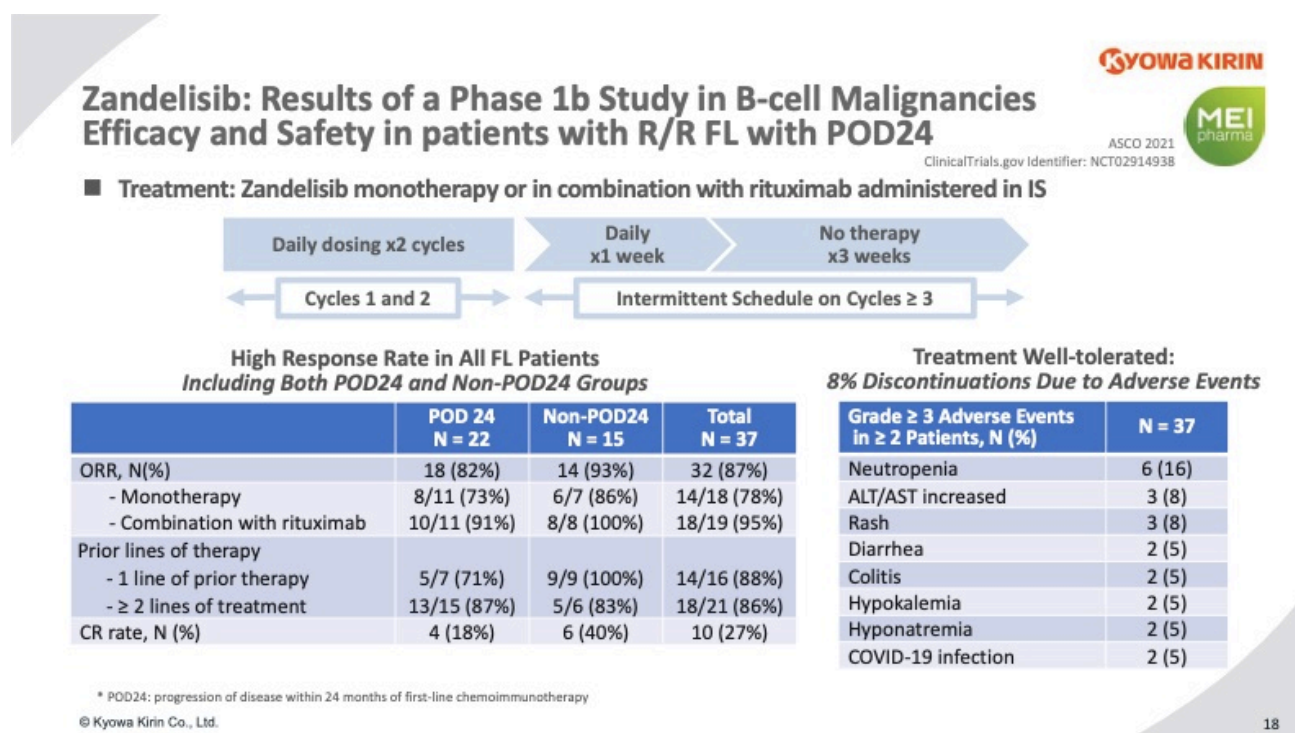 Kyowa KIRIN
Zandelisib: Results of a Phase 1b Study in B-cell Malignancies
Efficacy and Safety in patients with R/R FL with POD24
MEI
pharma
ASCO 2021
ClinicalTrials.gov Identifier: NCT02914938
■ Treatment: Zandelisib monotherapy or in combination with rituximab administered in IS
Daily dosing x2 cycles
Daily
x1 week
No therapy
x3 weeks
Cycles 1 and 2
Intermittent Schedule on Cycles ≥ 3
High Response Rate in All FL Patients
Including Both POD24 and Non-POD24 Groups
POD 24 N = 22 Non-POD24 N = 15 Total N = 37
ORR, N(%) 18 (82%) 14 (93%) 32 (87%)
- Monotherapy 8/11 (73%) 6/7 (86%) 14/18 (78%)
- Combination with rituximab 10/11 (91%) 8/8 (100%) 18/19 (95%)
Prior lines of therapy
- 1 line of prior therapy 5/7 (71%) 9/9 (100%) 14/16 (88%)
- ≥ 2 lines of treatment 13/15 (87%) 5/6 (83%) 18/21 (86%)
CR rate, N (%) 4 (18%) 6 (40%) 10 (27%)
Treatment Well-tolerated:
8% Discontinuations Due to Adverse Events
Grade ≥ 3 Adverse Events
in ≥ 2 Patients, N (%) N = 37
Neutropenia 6 (16)
ALT/AST increased 3 (8)
Rash 3 (8)
Diarrhea 2 (5)
Colitis 2 (5)
Hypokalemia 2 (5)
Hyponatremia 2 (5)
COVID-19 infection 2 (5)
* POD24: progression of disease within 24 months of first-line chemoimmunotherapy
© Kyowa Kirin Co., Ltd.
18